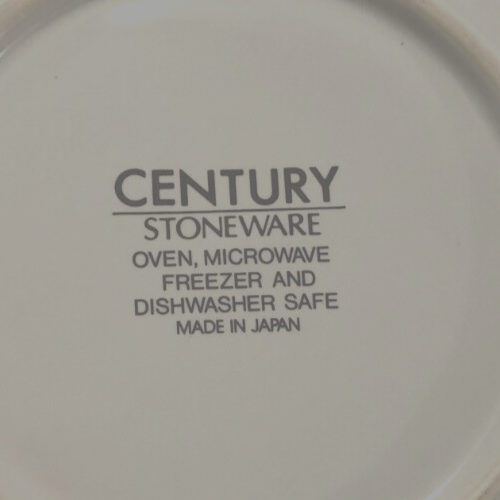 CENTURY
STONEWARE
OVEN, MICROWAVE
FREEZER AND
DISHWASHER SAFE
MADE IN JAPAN